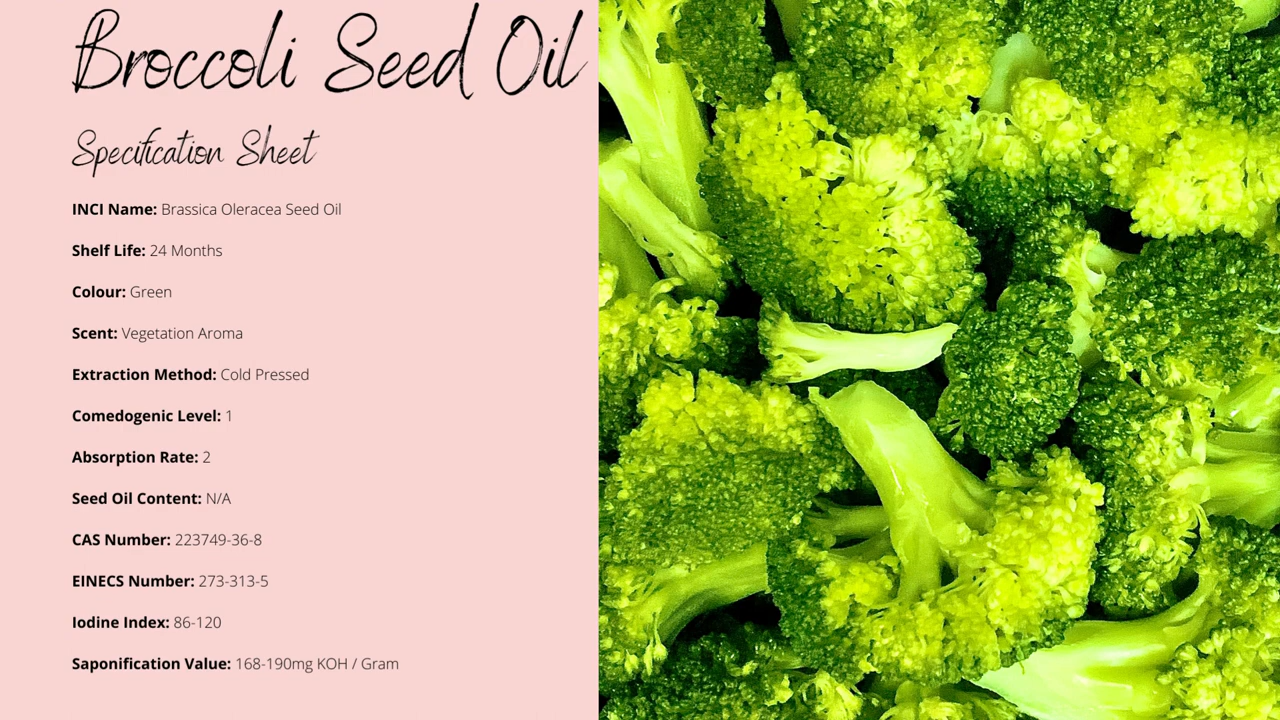 Broccoli Seed Oil
Specification Sheet
INCI Name: Brassica Oleracea Seed Oil
Shelf Life: 24 Months
Colour: Green
Scent: Vegetation Aroma
Extraction Method: Cold Pressed
Comedogenic Level: 1
Absorption Rate: 2
Seed Oil Content: N/A
CAS Number: 223749-36-8
EINECS Number: 273-313-5
Iodine Index: 86-120
Saponification Value: 168-190mg KOH / Gram